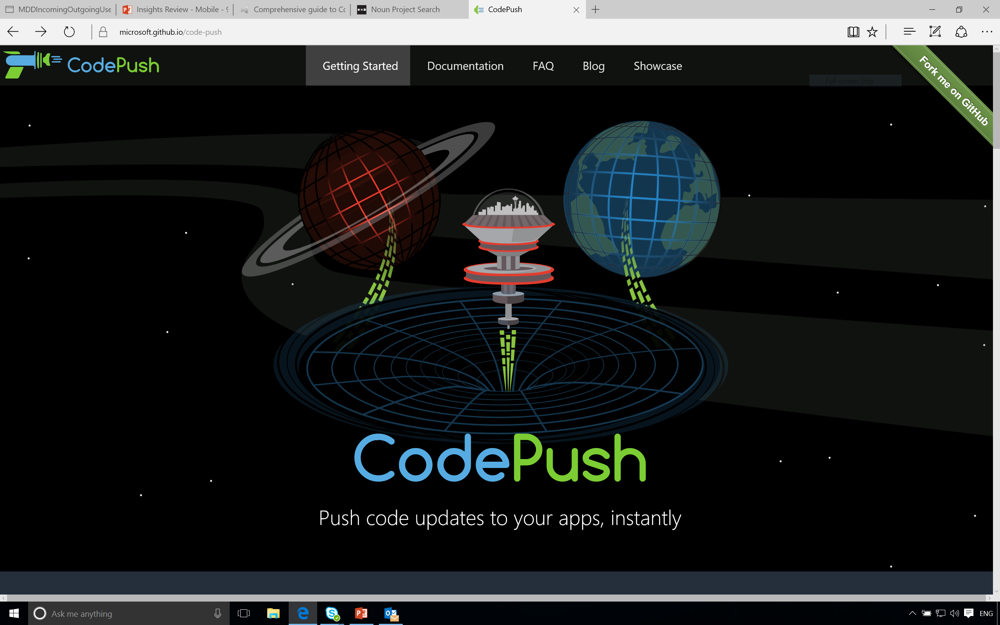 MDDIncomingOutgoingUse
Insights Review - Mobile - 9
Comprehensive guide to Co
Noun Project Search
CodePush
microsoft.github.io/code-push
CodePush
Getting Started
Documentation
FAQ
Blog
Showcase
Full-screen Snip
Fork me on GitHub
CodePush
Push code updates to your apps, instantly
Ask me anything
ENG